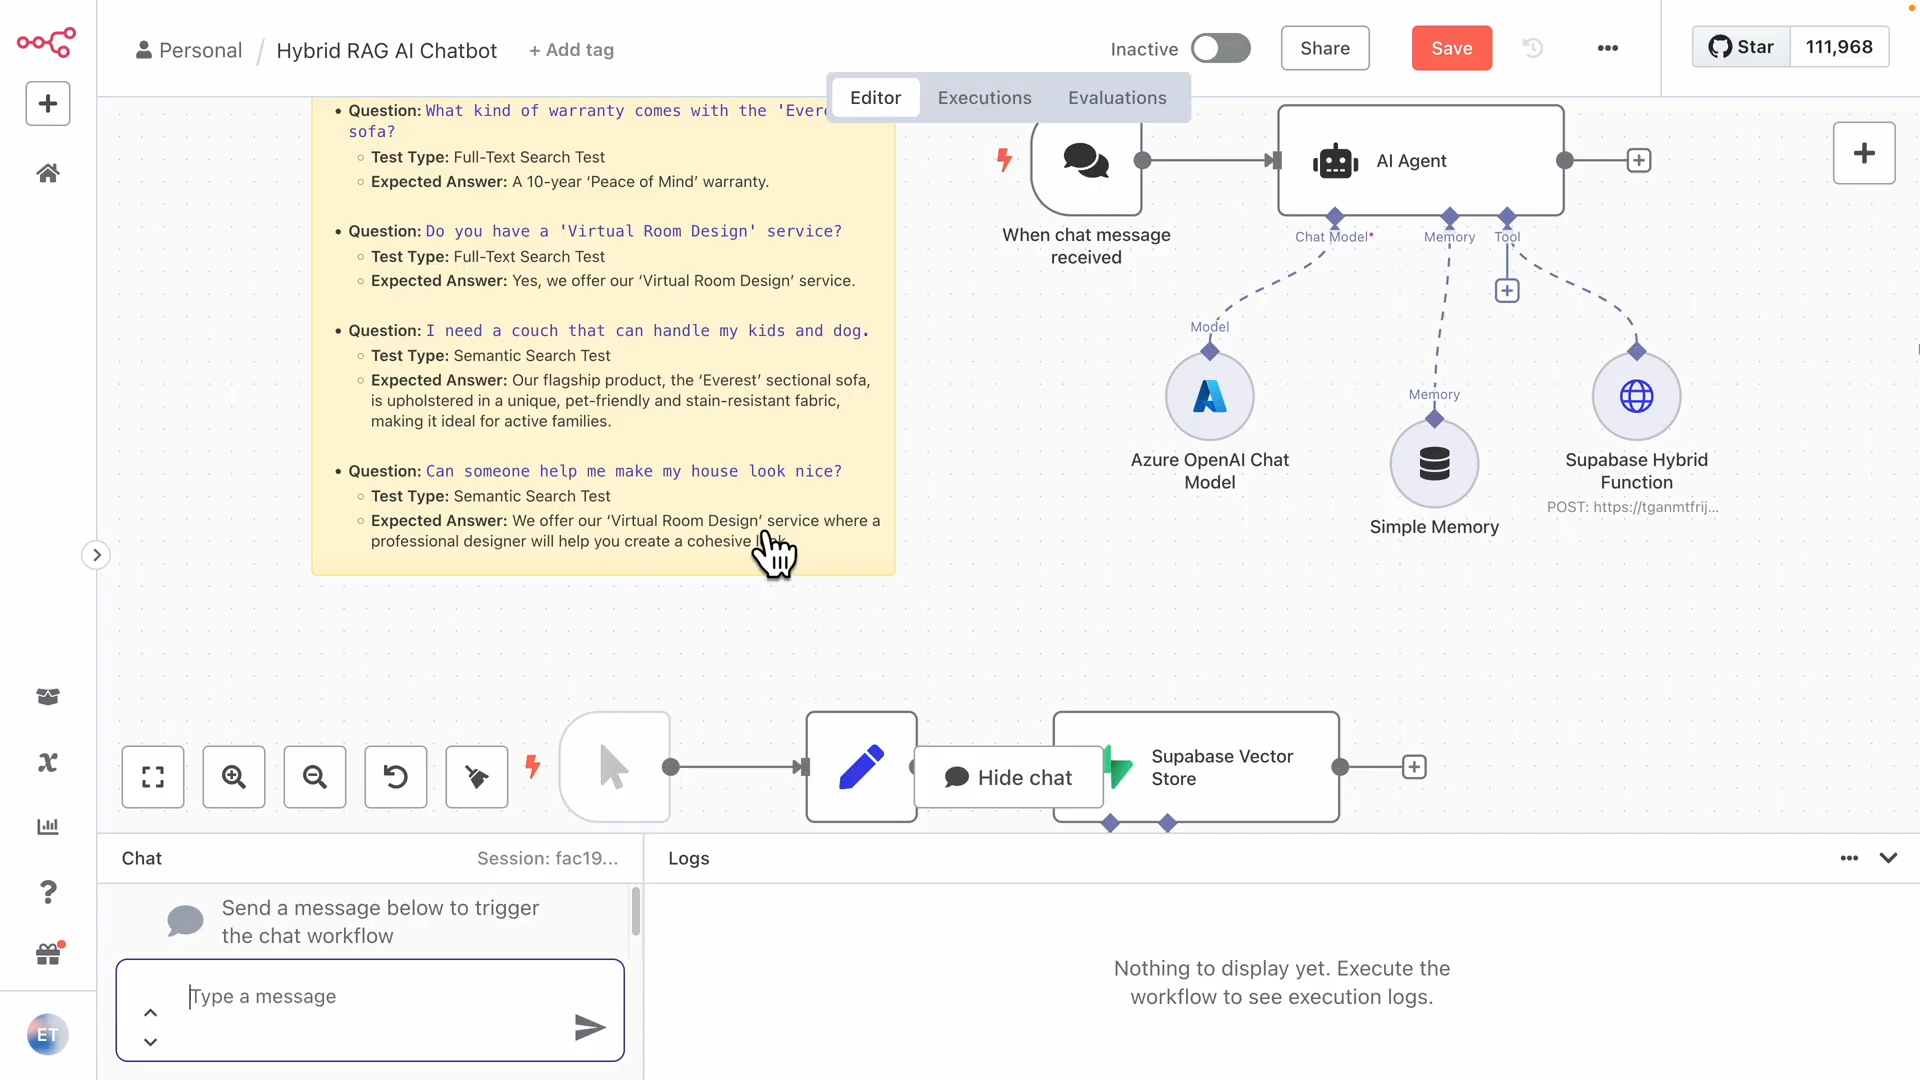 Personal / Hybrid RAG AI Chatbot + Add tag
Inactive
Share
Save
Star 111,968
Editor Executions Evaluations
• Question: What kind of warranty comes with the
sofa?
Test Type: Full-Text Search Test
Expected Answer: A 10-year ‘Peace of Mind’ warranty.
• Question: Do you have a 'Virtual Room Design' service?
Test Type: Full-Text Search Test
Expected Answer: Yes, we offer our ‘Virtual Room Design’ service.
• Question: I need a couch that can handle my kids and dog.
Test Type: Semantic Search Test
Expected Answer: Our flagship product, the ‘Everest’ sectional sofa,
is upholstered in a unique, pet-friendly and stain-resistant fabric,
making it ideal for active families.
• Question: Can someone help me make my house look nice?
Test Type: Semantic Search Test
Expected Answer: We offer our ‘Virtual Room Design’ service where a
professional designer will help you create a cohesive
When chat message
received
AI Agent
Chat Model*
Memory
Tool
Model
Azure OpenAI Chat
Model
Memory
Simple Memory
Supabase Hybrid
Function
POST: https://tganmtfrij...
Hide chat
Supabase Vector
Store
Chat
Session: fac19...
Send a message below to trigger
the chat workflow
Type a message
Logs
Nothing to display yet. Execute the
workflow to see execution logs.
ET